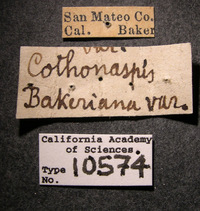 San Mateo Co.
Cal. Baker
var.
Cothonaspis
Bakeriana var.
California Academy
of Sciences.
Type
No. 10574